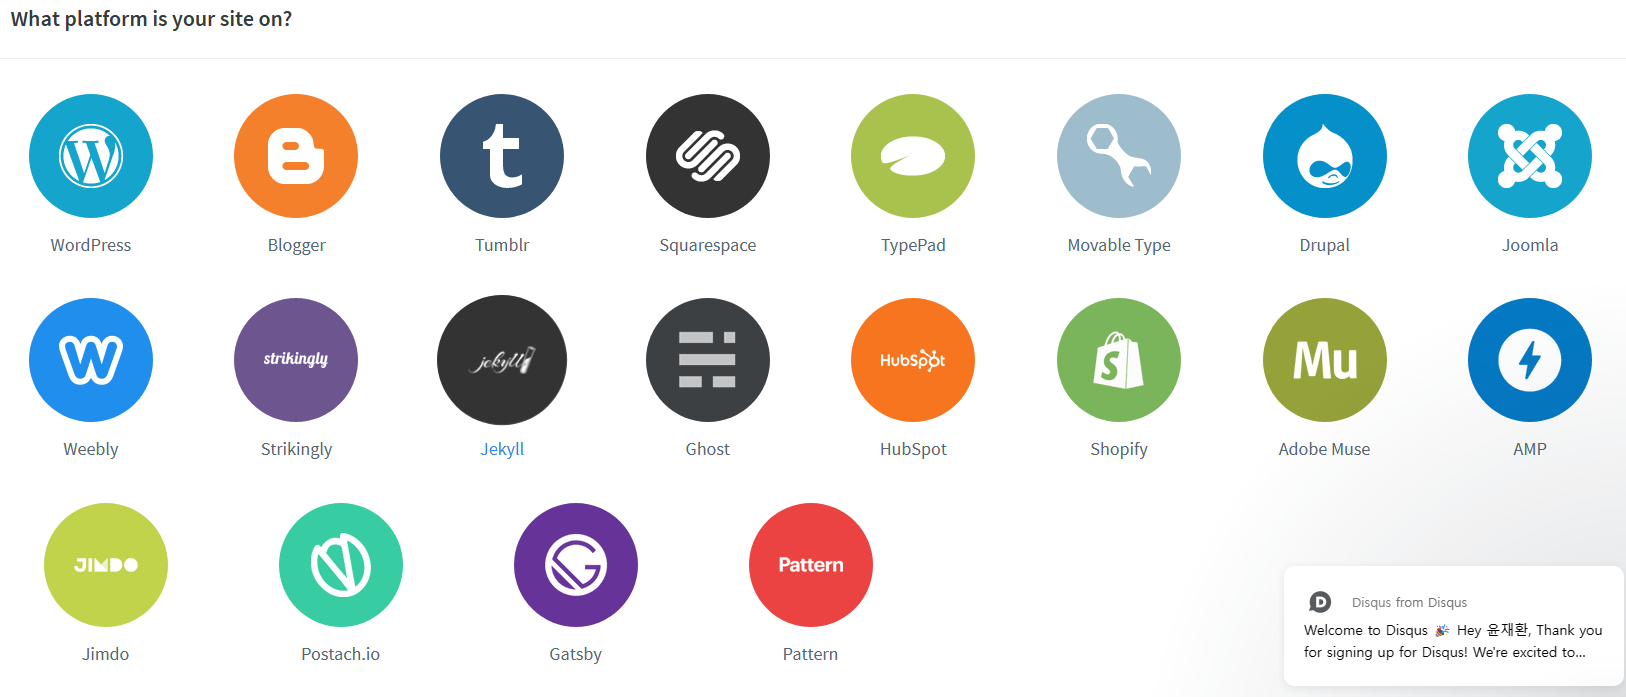 What platform is your site on?
WordPress
Blogger
Tumblr
Squarespace
TypePad
Movable Type
Drupal
Joomla
strikingly
jekyll
HubSpot
Mu
Weebly
Strikingly
Jekyll
Ghost
HubSpot
Shopify
Adobe Muse
AMP
JIMDO
Pattern
Jimdo
Postach.io
Gatsby
Pattern
Disqus from Disqus
Welcome to Disqus 🎉 Hey 윤재환, Thank you
for signing up for Disqus! We're excited to...